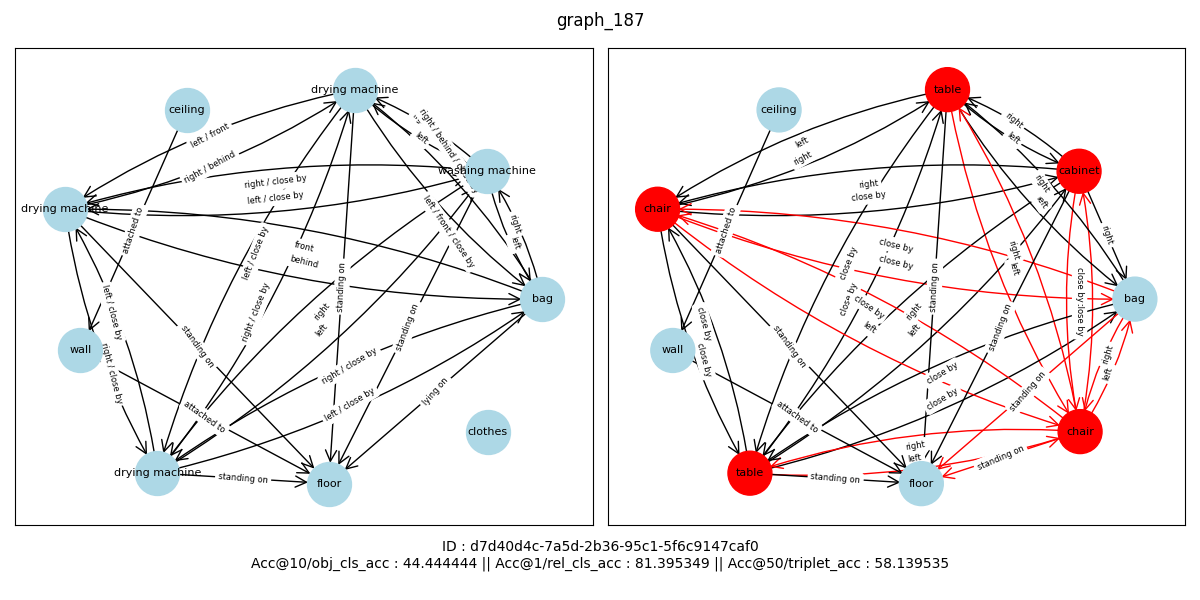 graph_187
drying machine
ceiling
washing machine
drying machine
bag
wall
clothes
drying machine
floor
left / front
right / behind
right / close by
left / close by
attached to
front
behind
left / close by
right / close by
standing on
left / front / close by
left
right
left
right
left
left / close by
right / close by
standing on
standing on
right / close by
left / close by
lying on
attached to
standing on
table
ceiling
cabinet
chair
bag
wall
chair
table
floor
left
right
right
left
right
close by
right
left
right
attached to
close by
close by
close by
close by
standing on
right
left
close by
close by
close by
left
right
left
close by
close by
standing on
standing on
right
left
close by
close by
standing on
attached to
right
left
standing on
standing on
ID : d7d40d4c-7a5d-2b36-95c1-5f6c9147caf0
Acc@10/obj_cls_acc : 44.444444 || Acc@1/rel_cls_acc : 81.395349 || Acc@50/triplet_acc : 58.139535